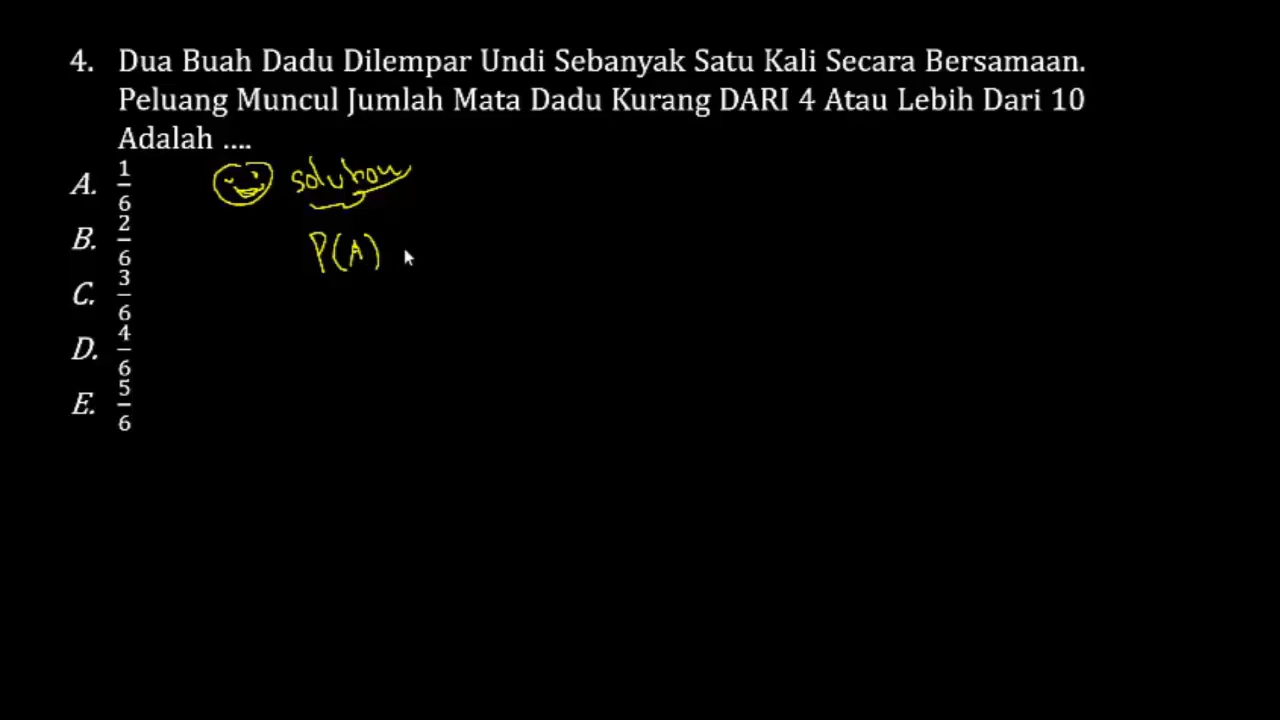 4. Dua Buah Dadu Dilempar Undi Sebanyak Satu Kali Secara Bersamaan.
Peluang Muncul Jumlah Mata Dadu Kurang DARI 4 Atau Lebih Dari 10
Adalah ....
A. 1/6
solution
B. 2/6
P(A)
C. 3/6
D. 4/6
E. 5/6